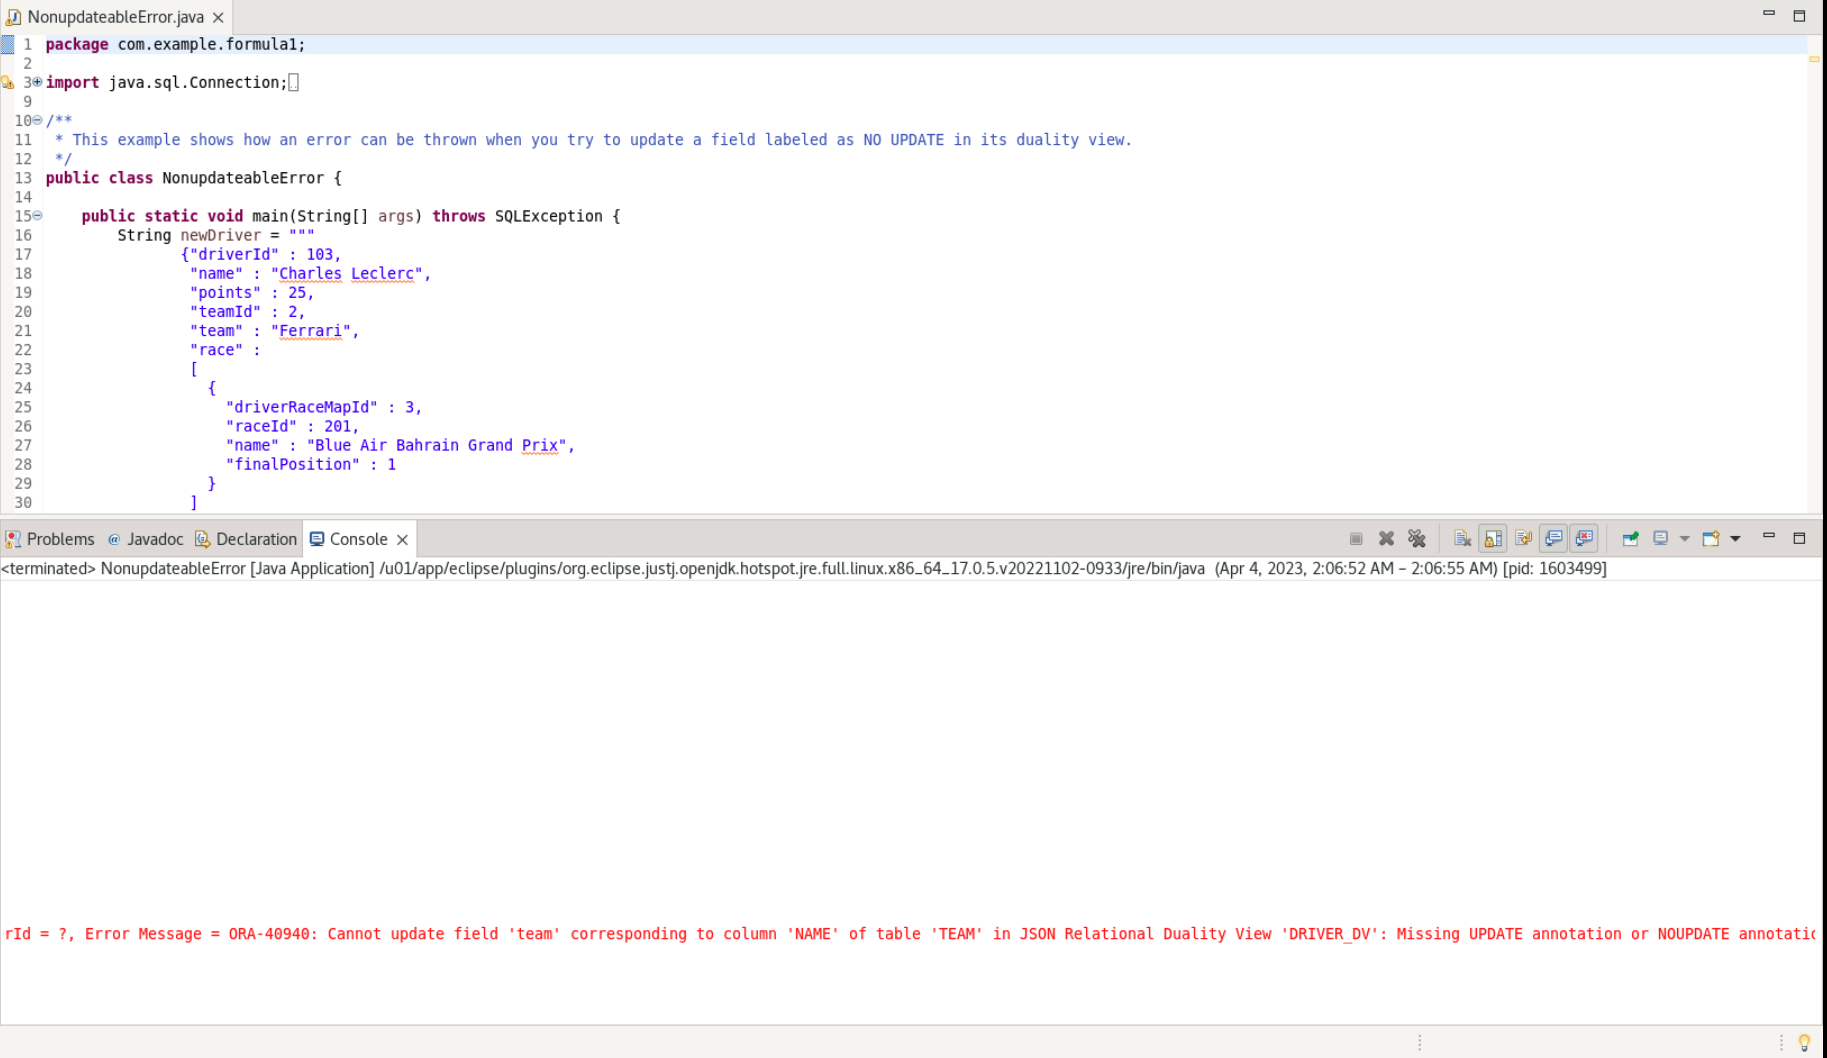 NonupdateableError.java
1 package com.example.formula1;
2
3 import java.sql.Connection;
9
10 /**
11  * This example shows how an error can be thrown when you try to update a field labeled as NO UPDATE in its duality view.
12  */
13 public class NonupdateableError {
14
15     public static void main(String[] args) throws SQLException {
16         String newDriver = """
17                {"driverId" : 103,
18                 "name" : "Charles Leclerc",
19                 "points" : 25,
20                 "teamId" : 2,
21                 "team" : "Ferrari",
22                 "race" :
23                 [
24                   {
25                     "driverRaceMapId" : 3,
26                     "raceId" : 201,
27                     "name" : "Blue Air Bahrain Grand Prix",
28                     "finalPosition" : 1
29                   }
30                 ]
Problems @ Javadoc Declaration Console
<terminated> NonupdateableError [Java Application] /u01/app/eclipse/plugins/org.eclipse.justj.openjdk.hotspot.jre.full.linux.x86_64_17.0.5.v20221102-0933/jre/bin/java (Apr 4, 2023, 2:06:52 AM – 2:06:55 AM) [pid: 1603499]
rId = ?, Error Message = ORA-40940: Cannot update field 'team' corresponding to column 'NAME' of table 'TEAM' in JSON Relational Duality View 'DRIVER_DV': Missing UPDATE annotation or NOUPDATE annotatio